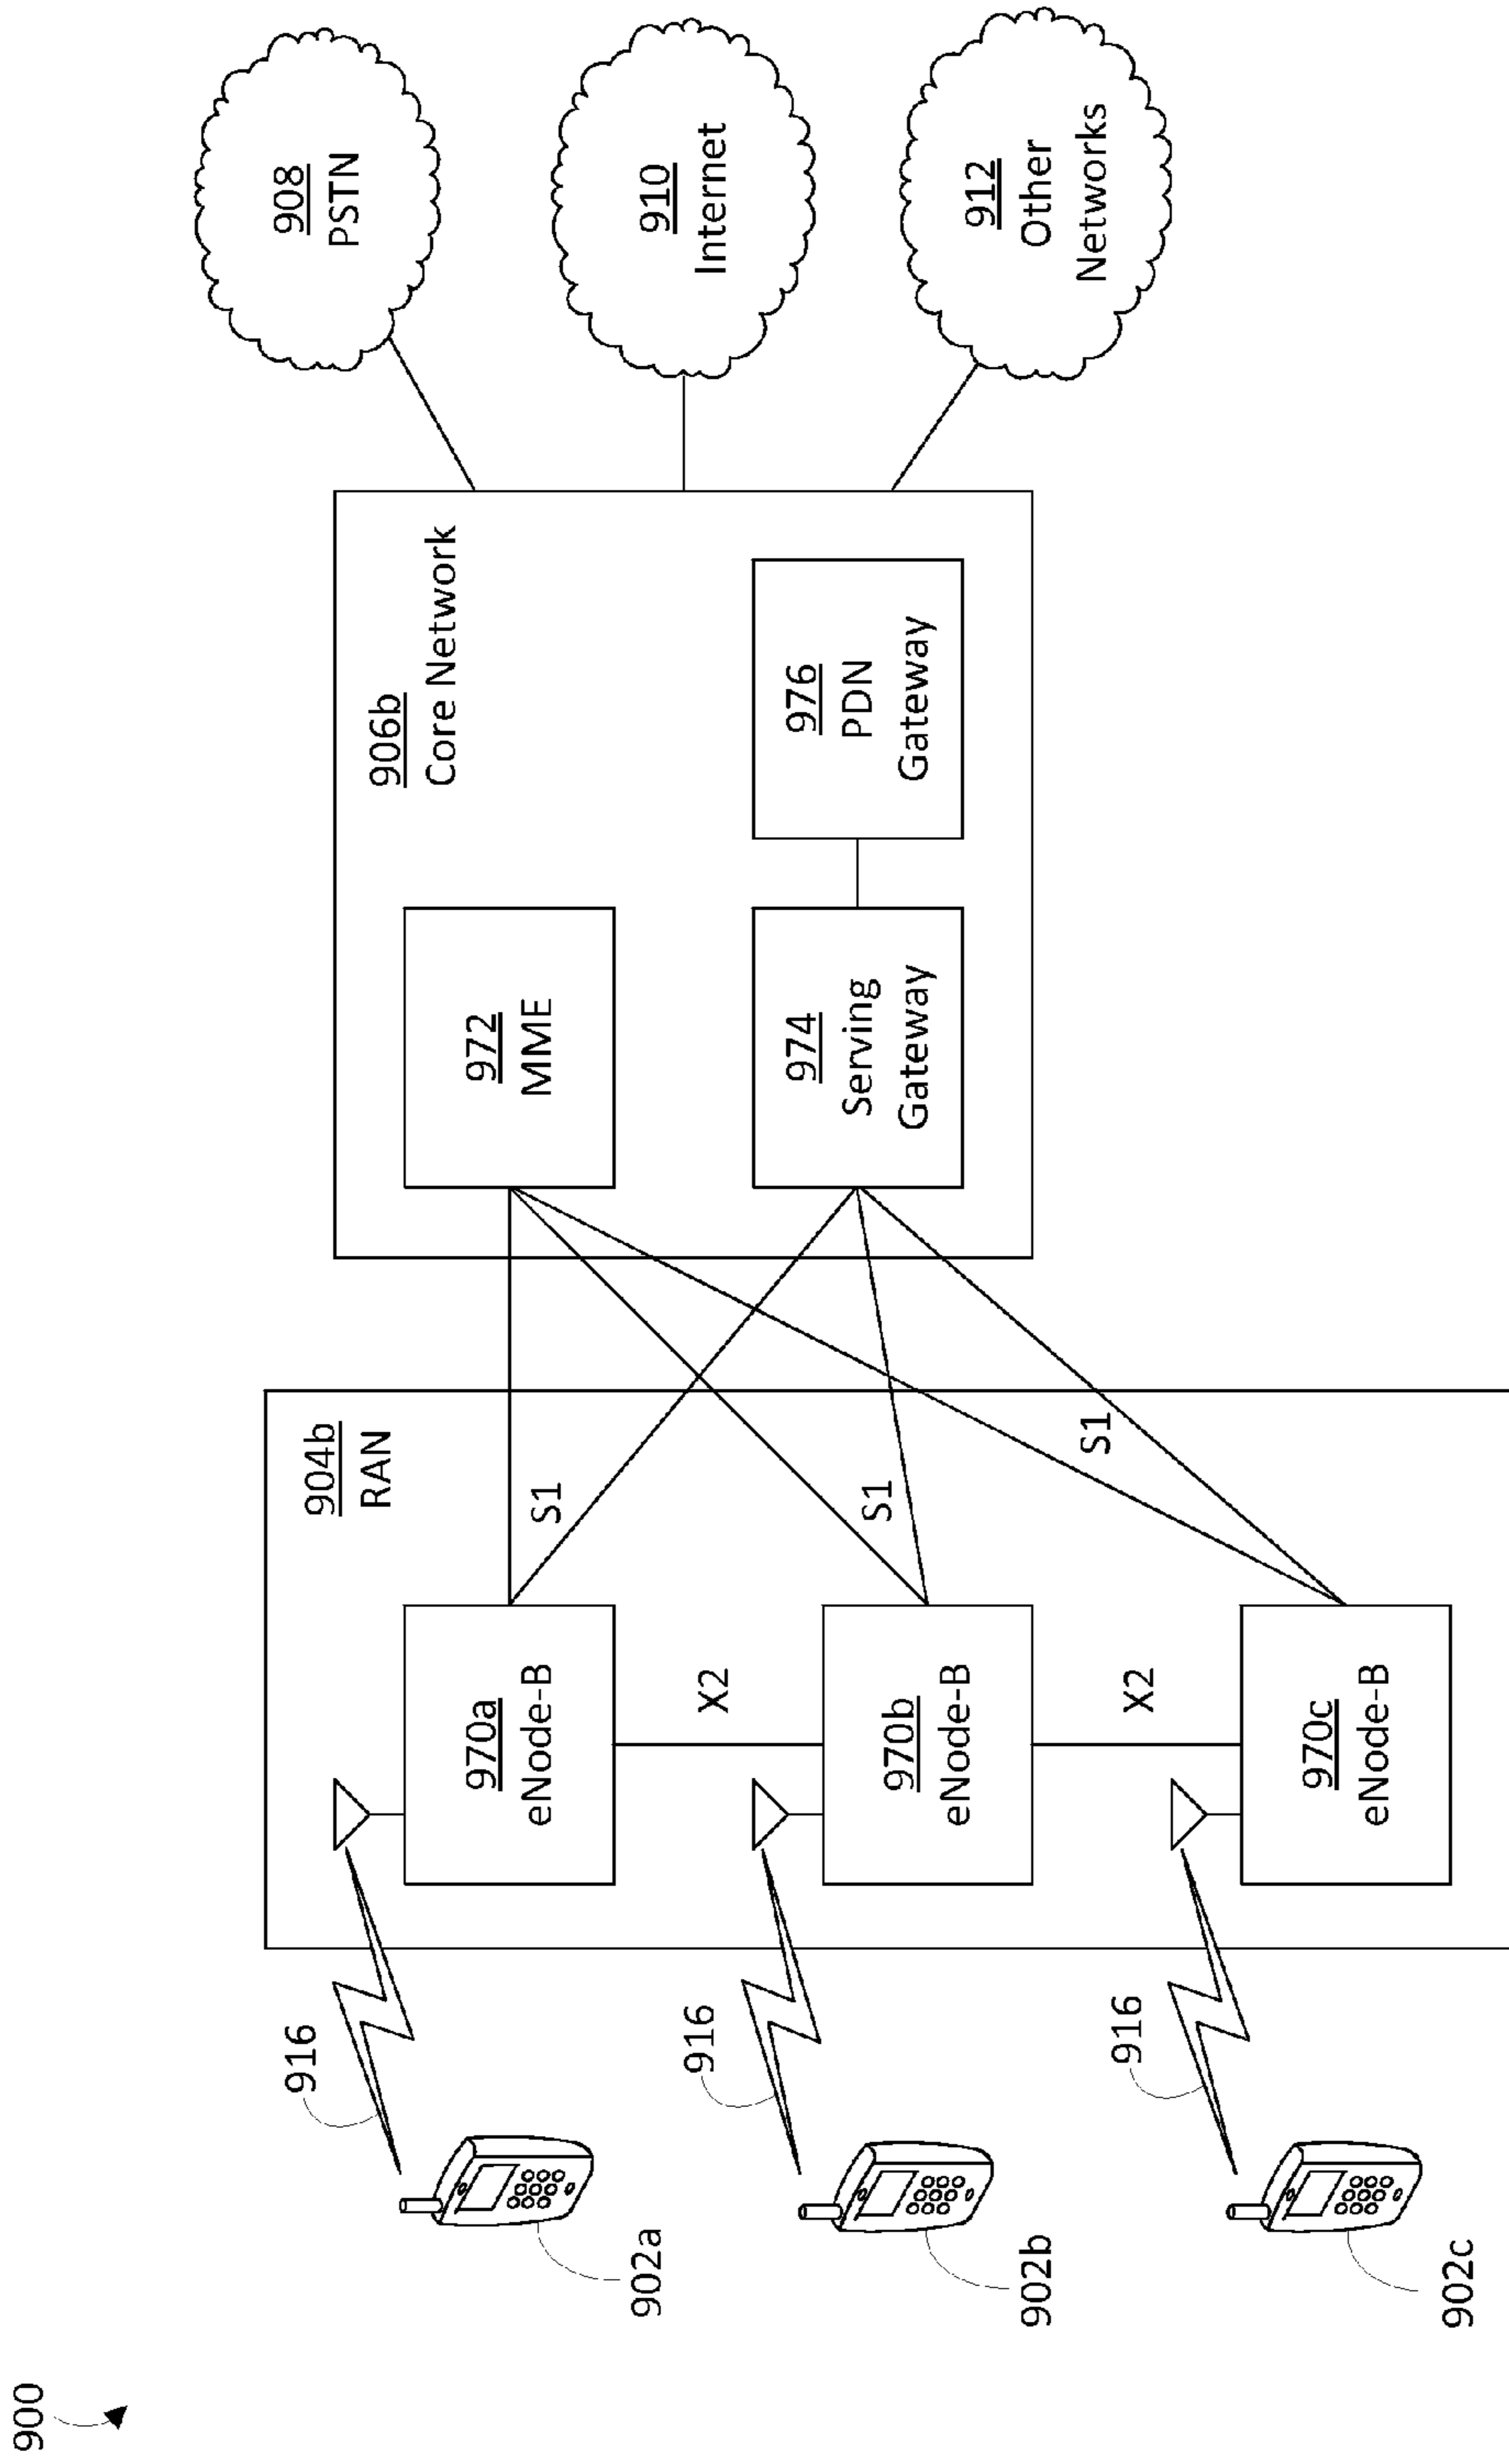 900
902a
902b
902c
916
916
916
904b
RAN
970a
eNode-B
X2
970b
eNode-B
X2
970c
eNode-B
S1
S1
S1
906b
Core Network
972
MME
974
Serving
Gateway
976
PDN
Gateway
908
PSTN
910
Internet
912
Other
Networks